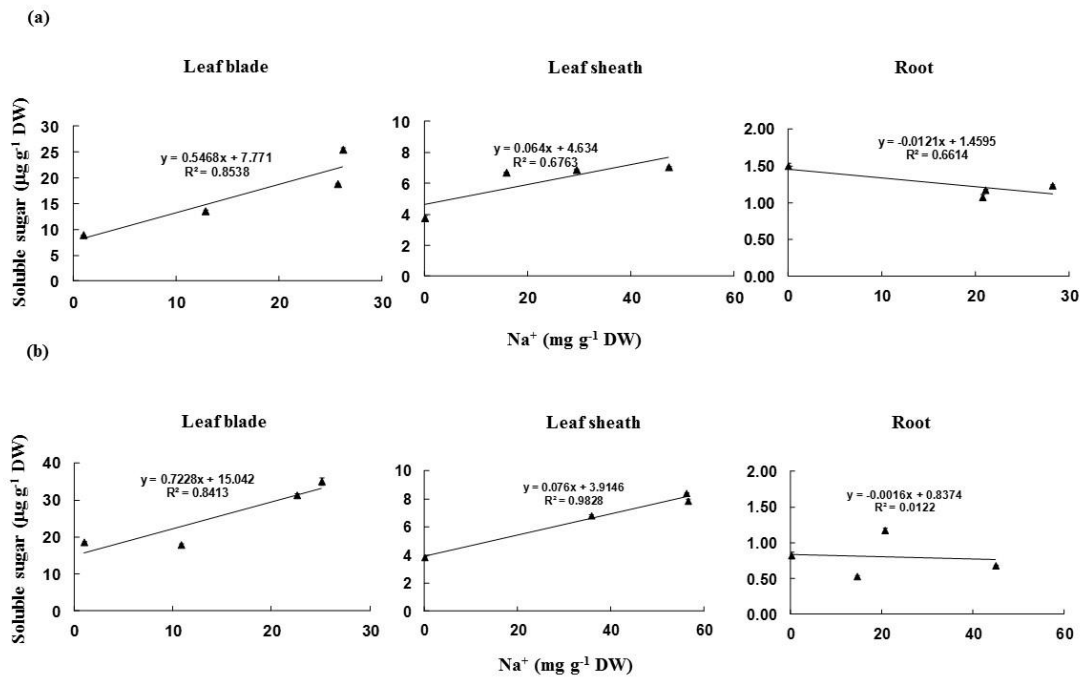 (a)
Leaf blade
Leaf sheath
Root
Soluble sugar (µg g⁻¹ DW)
30
25
20
15
10
5
0
y = 0.5468x + 7.771
R² = 0.8538
0 10 20 30
10
8
6
4
2
0
y = 0.064x + 4.634
R² = 0.6763
0 20 40 60
2.00
1.50
1.00
0.50
0.00
y = -0.0121x + 1.4595
R² = 0.6614
0 10 20 30
Na⁺ (mg g⁻¹ DW)
(b)
Leaf blade
Leaf sheath
Root
Soluble sugar (µg g⁻¹ DW)
40
30
20
10
0
y = 0.7228x + 15.042
R² = 0.8413
0 10 20 30
10
8
6
4
2
0
y = 0.076x + 3.9146
R² = 0.9828
0 20 40 60
2.00
1.50
1.00
0.50
0.00
y = -0.0016x + 0.8374
R² = 0.0122
0 20 40 60
Na⁺ (mg g⁻¹ DW)